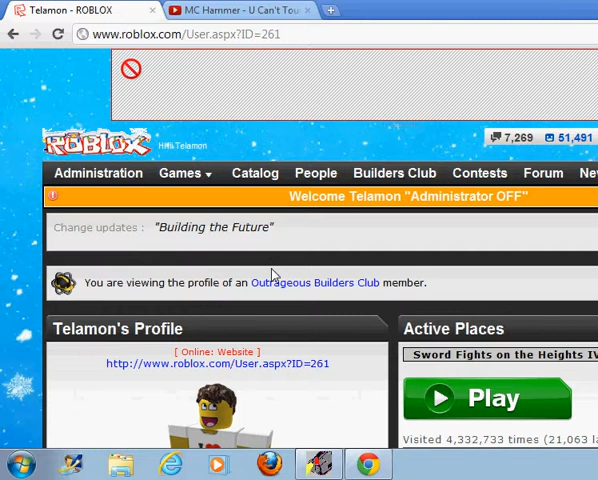 Telamon - ROBLOX
MC Hammer - U Can't Tou
www.roblox.com/User.aspx?ID=261
ROBLOX
Telamon
7,269 51,491
Administration Games Catalog People Builders Club Contests Forum Ne
Welcome Telamon "Administrator OFF"
Change updates : "Building the Future"
You are viewing the profile of an Outrageous Builders Club member.
Telamon's Profile
Active Places
[ Online: Website ]
http://www.roblox.com/User.aspx?ID=261
Sword Fights on the Heights IV
Play
Visited 4,332,733 times (21,063 la